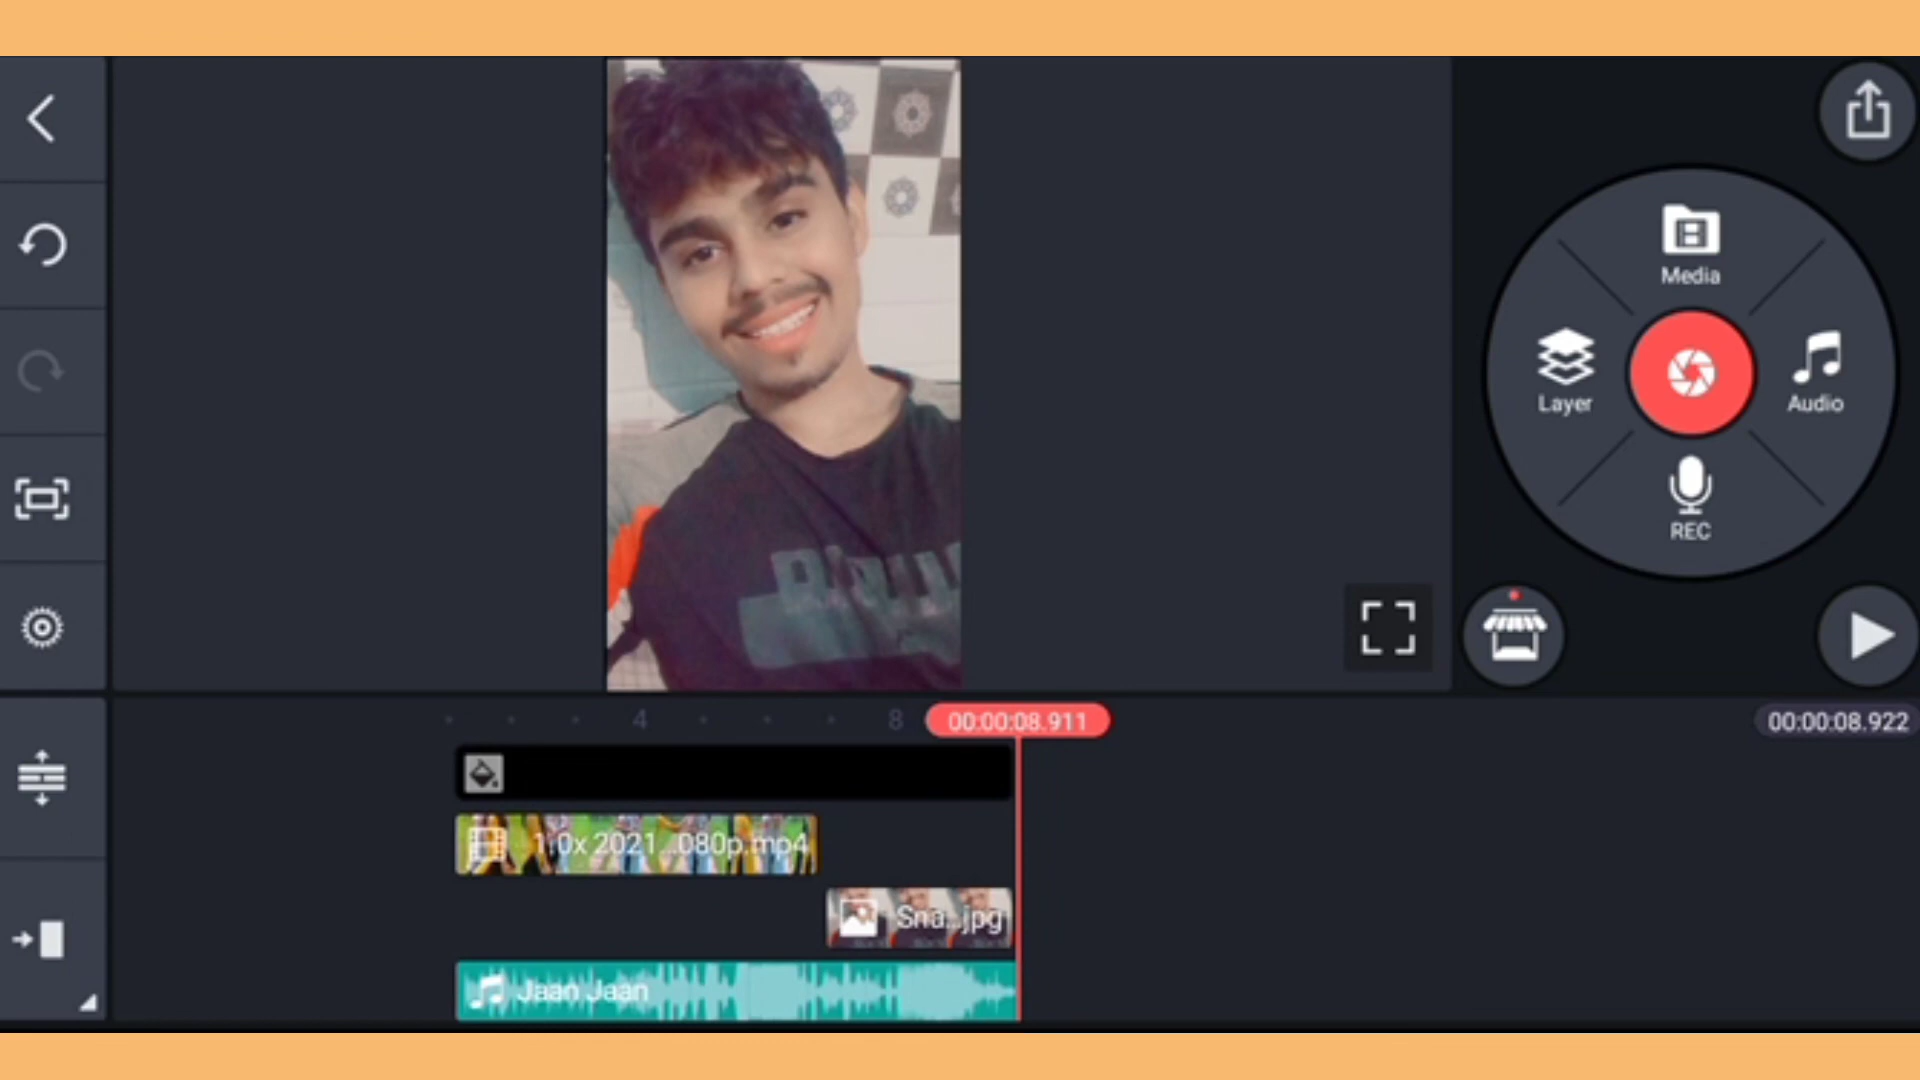 Media
Layer
Audio
REC
4
8
00:00:08.911
00:00:08.922
1.0x 2021...080p.mp4
Sna...jpg
Jaan Jaan